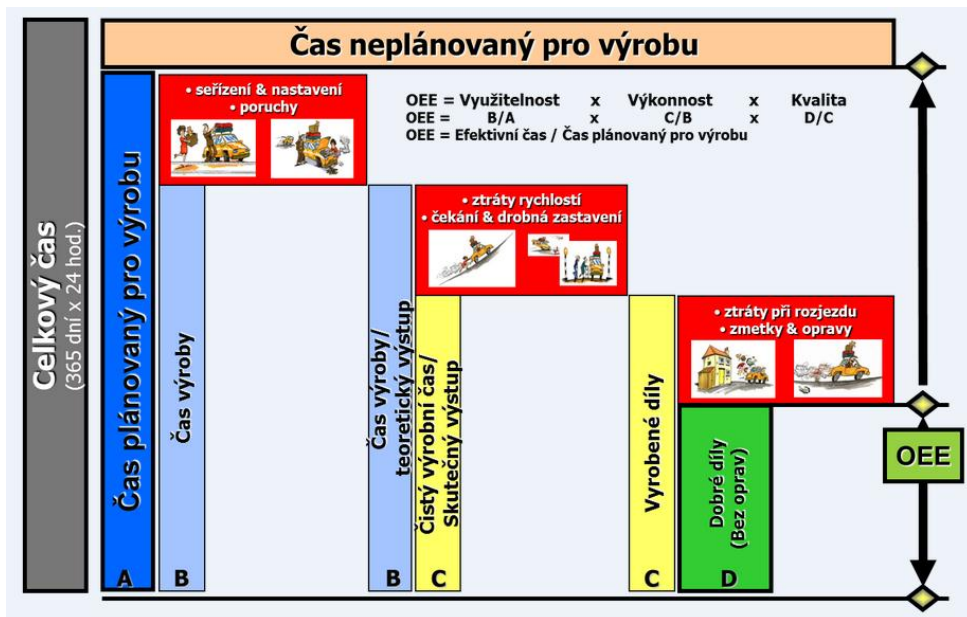 Čas neplánovaný pro výrobu
Celkový čas
(365 dní x 24 hod.)
Čas plánovaný pro výrobu
A
• seřízení & nastavení
• poruchy
OEE = Využitelnost x Výkonnost x Kvalita
OEE = B/A x C/B x D/C
OEE = Efektivní čas / Čas plánovaný pro výrobu
Čas výroby
B
Čas výroby/
teoretický výstup
B
• ztráty rychlostí
• čekání & drobná zastavení
Čistý výrobní čas/
Skutečný výstup
C
Vyrobené díly
C
• ztráty při rozjezdu
• zmetky & opravy
Dobré díly
(Bez oprav)
D
OEE